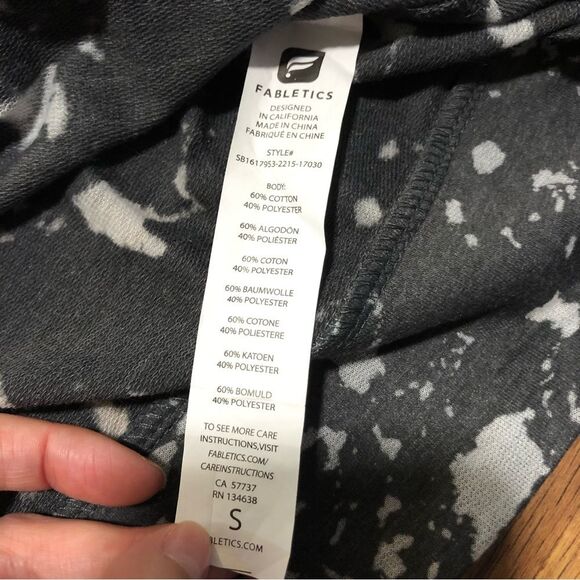 FABLETICS
DESIGNED
IN CALIFORNIA
MADE IN CHINA
FABRIQUÉ EN CHINE
STYLE#
SB1617953-2215-17030
BODY:
60% COTTON
40% POLYESTER
60% ALGODÓN
40% POLIÉSTER
60% COTON
40% POLYESTER
60% BAUMWOLLE
40% POLYESTER
60% COTONE
40% POLIESTERE
60% KATOEN
40% POLYESTER
60% BOMULD
40% POLYESTER
TO SEE MORE CARE
INSTRUCTIONS,VISIT
FABLETICS.COM/
CAREINSTRUCTIONS
CA 57737
RN 134638
S
BLETICS.COM